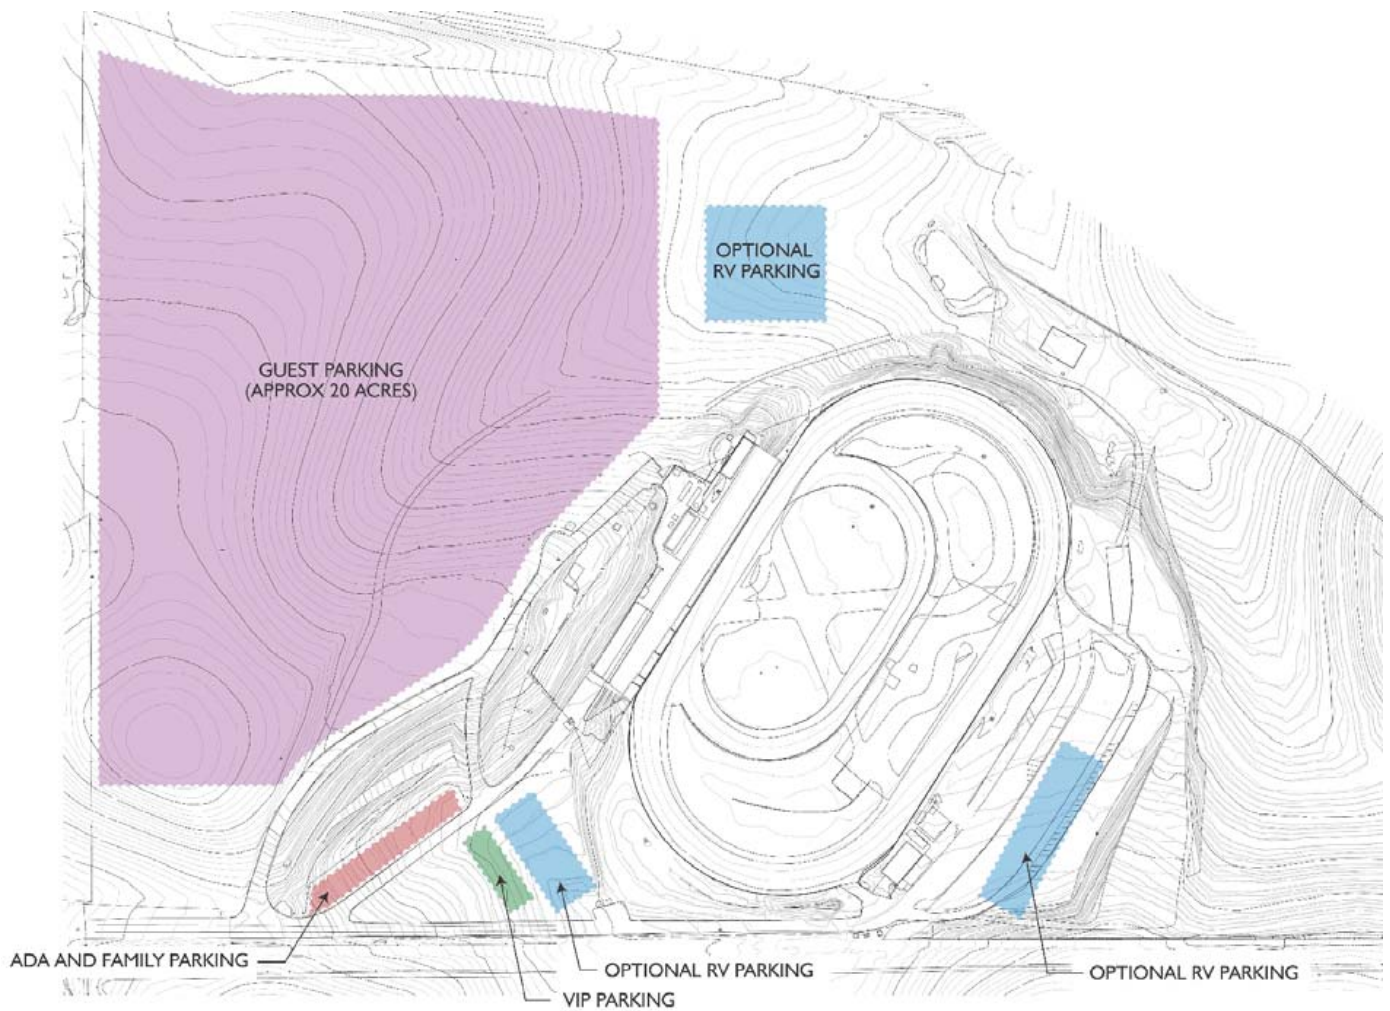 OPTIONAL
RV PARKING
GUEST PARKING
(APPROX 20 ACRES)
ADA AND FAMILY PARKING
OPTIONAL RV PARKING
OPTIONAL RV PARKING
VIP PARKING